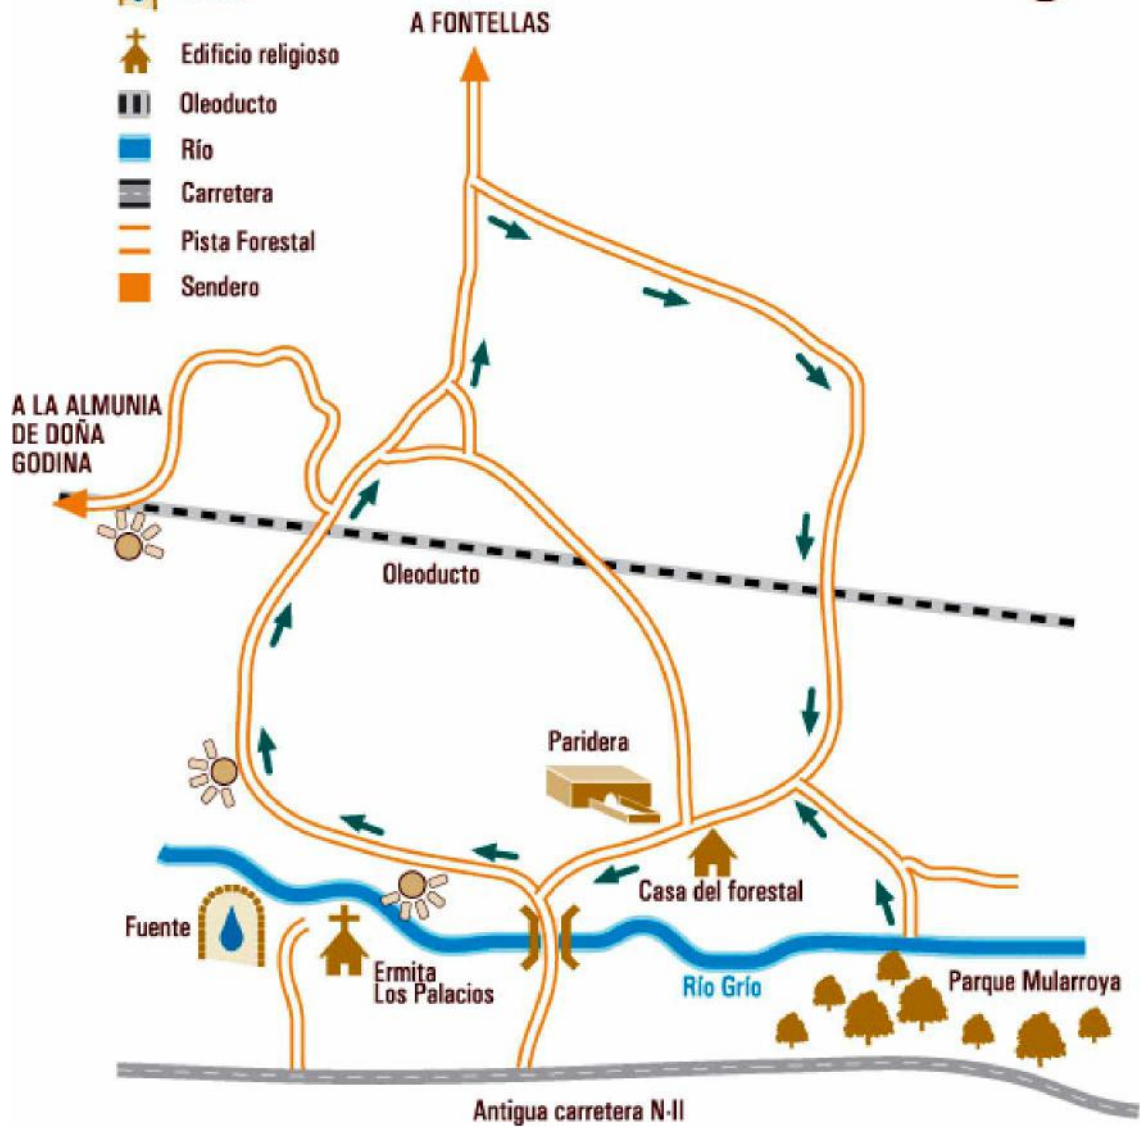 A FONTELLAS
Edificio religioso
Oleoducto
Río
Carretera
Pista Forestal
Sendero
A LA ALMUNIA
DE DOÑA
GODINA
Oleoducto
Paridera
Casa del forestal
Fuente
Ermita
Los Palacios
Río Grío
Parque Mularroya
Antigua carretera N-II